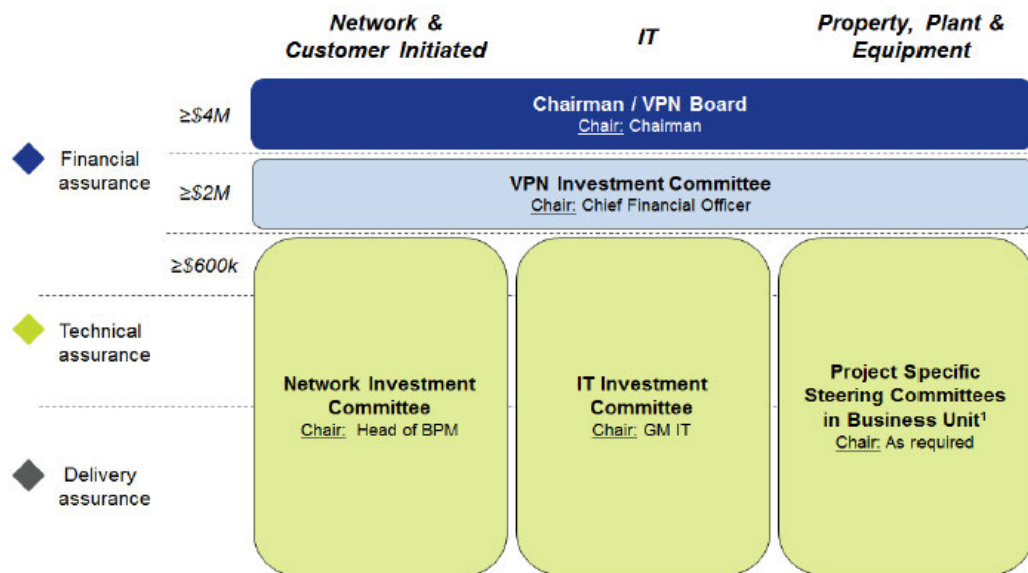 Network &
Customer Initiated
IT
Property, Plant &
Equipment
≥$4M
Chairman / VPN Board
Chair: Chairman
Financial
assurance
≥$2M
VPN Investment Committee
Chair: Chief Financial Officer
≥$600k
Technical
assurance
Network Investment
Committee
Chair: Head of BPM
IT Investment
Committee
Chair: GM IT
Project Specific
Steering Committees
in Business Unit¹
Chair: As required
Delivery
assurance